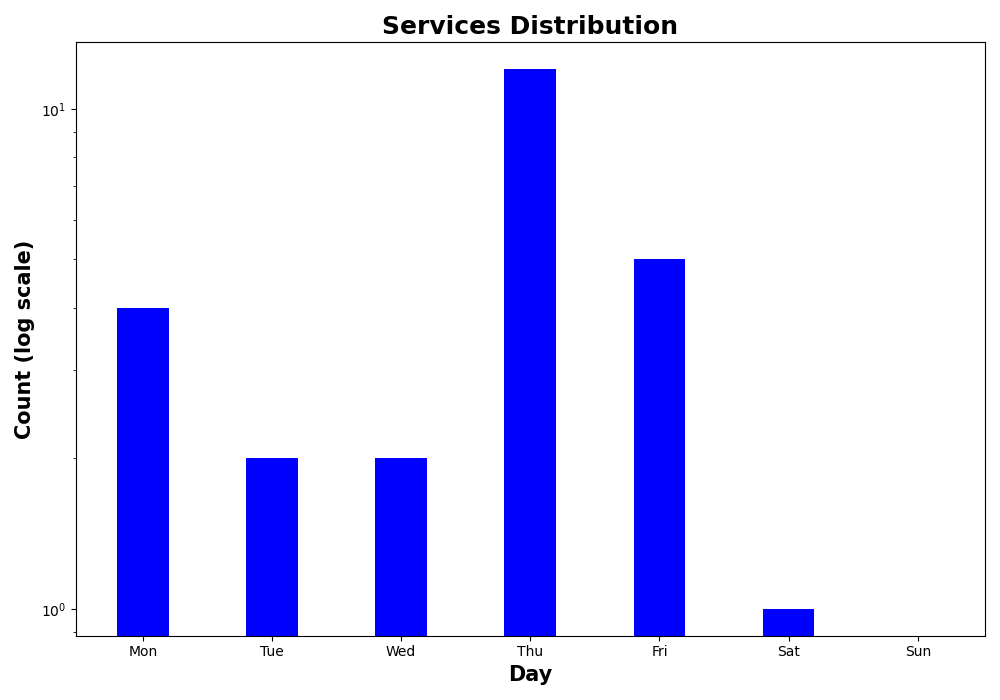 Services Distribution
10¹
10⁰
Count (log scale)
Mon Tue Wed Thu Fri Sat Sun
Day